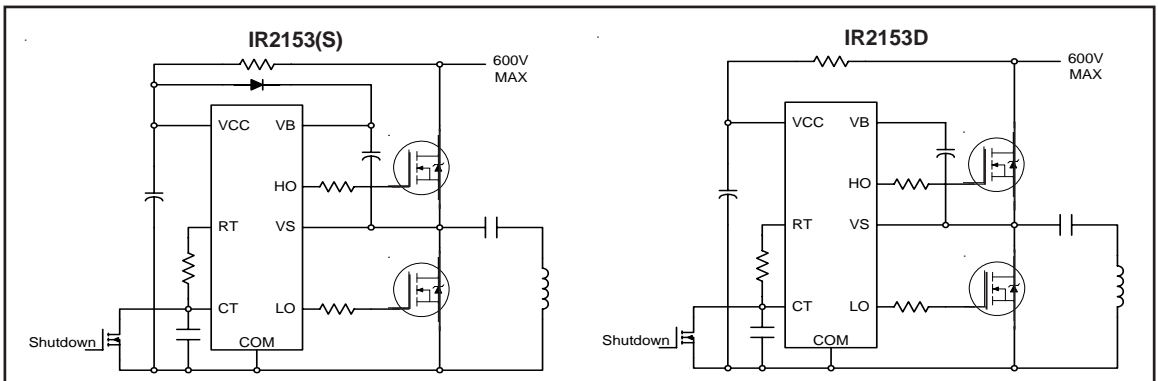 IR2153(S)
600V
MAX
VCC
VB
HO
RT
VS
CT
LO
COM
Shutdown
IR2153D
600V
MAX
VCC
VB
HO
RT
VS
CT
LO
COM
Shutdown